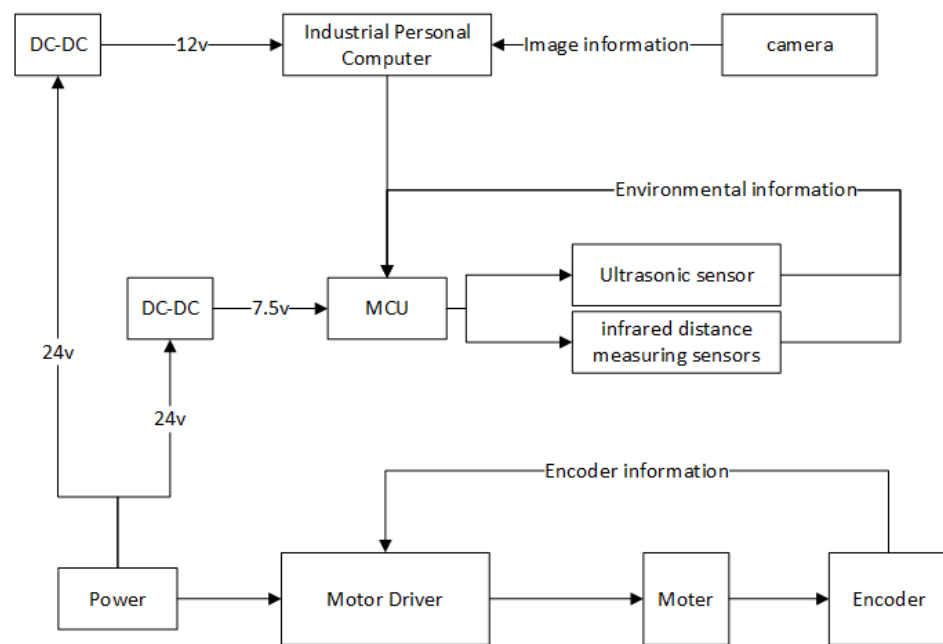 DC-DC
12v
Industrial Personal
Computer
Image information
camera
Environmental information
Ultrasonic sensor
DC-DC
7.5v
MCU
infrared distance
measuring sensors
24v
24v
Encoder information
Power
Motor Driver
Moter
Encoder